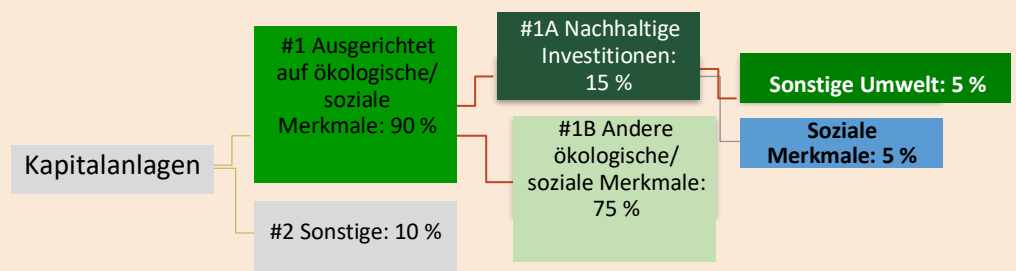 Kapitalanlagen
#1 Ausgerichtet
auf ökologische/
soziale
Merkmale: 90 %
#2 Sonstige: 10 %
#1A Nachhaltige
Investitionen:
15 %
#1B Andere
ökologische/
soziale Merkmale:
75 %
Sonstige Umwelt: 5 %
Soziale
Merkmale: 5 %